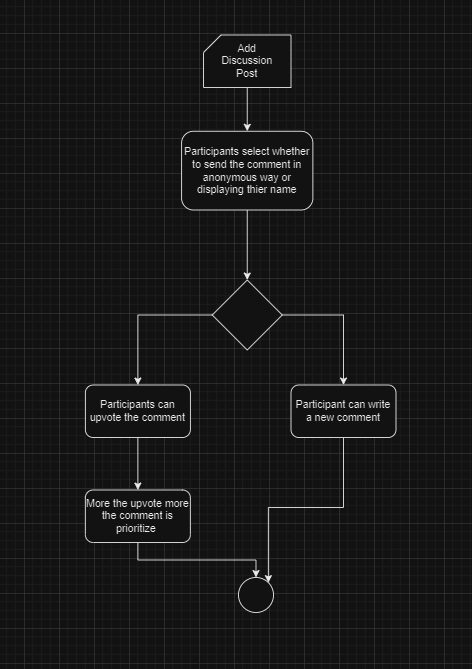 Add
Discussion
Post
Participants select whether
to send the comment in
anonymous way or
displaying thier name
Participants can
upvote the comment
Participant can write
a new comment
More the upvote more
the comment is
prioritize